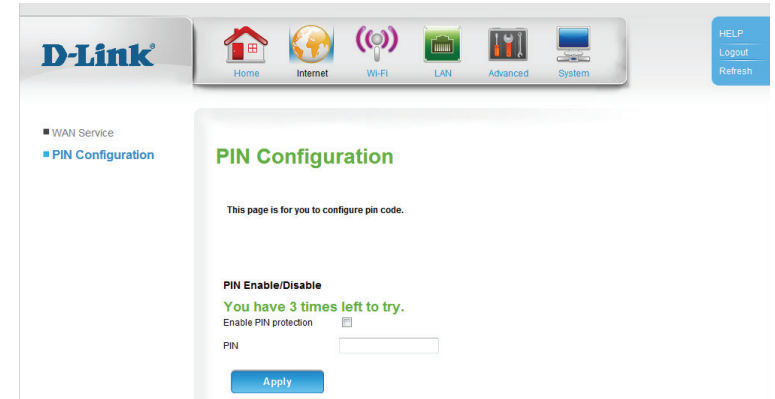 D-Link
Home
Internet
Wi-Fi
LAN
Advanced
System
HELP
Logout
Refresh
WAN Service
PIN Configuration
PIN Configuration
This page is for you to configure pin code.
PIN Enable/Disable
You have 3 times left to try.
Enable PIN protection
PIN
Apply